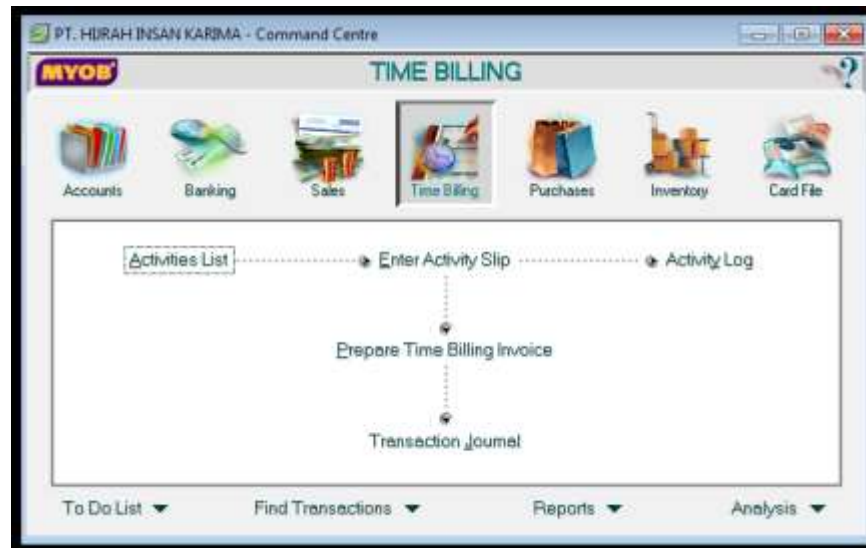 PT. HIJRAH INSAN KARIMA - Command Centre
MYOB TIME BILLING ?
Accounts Banking Sales Time Billing Purchases Inventory Card File
Activities List Enter Activity Slip Activity Log
Prepare Time Billing Invoice
Transaction Journal
To Do List Find Transactions Reports Analysis